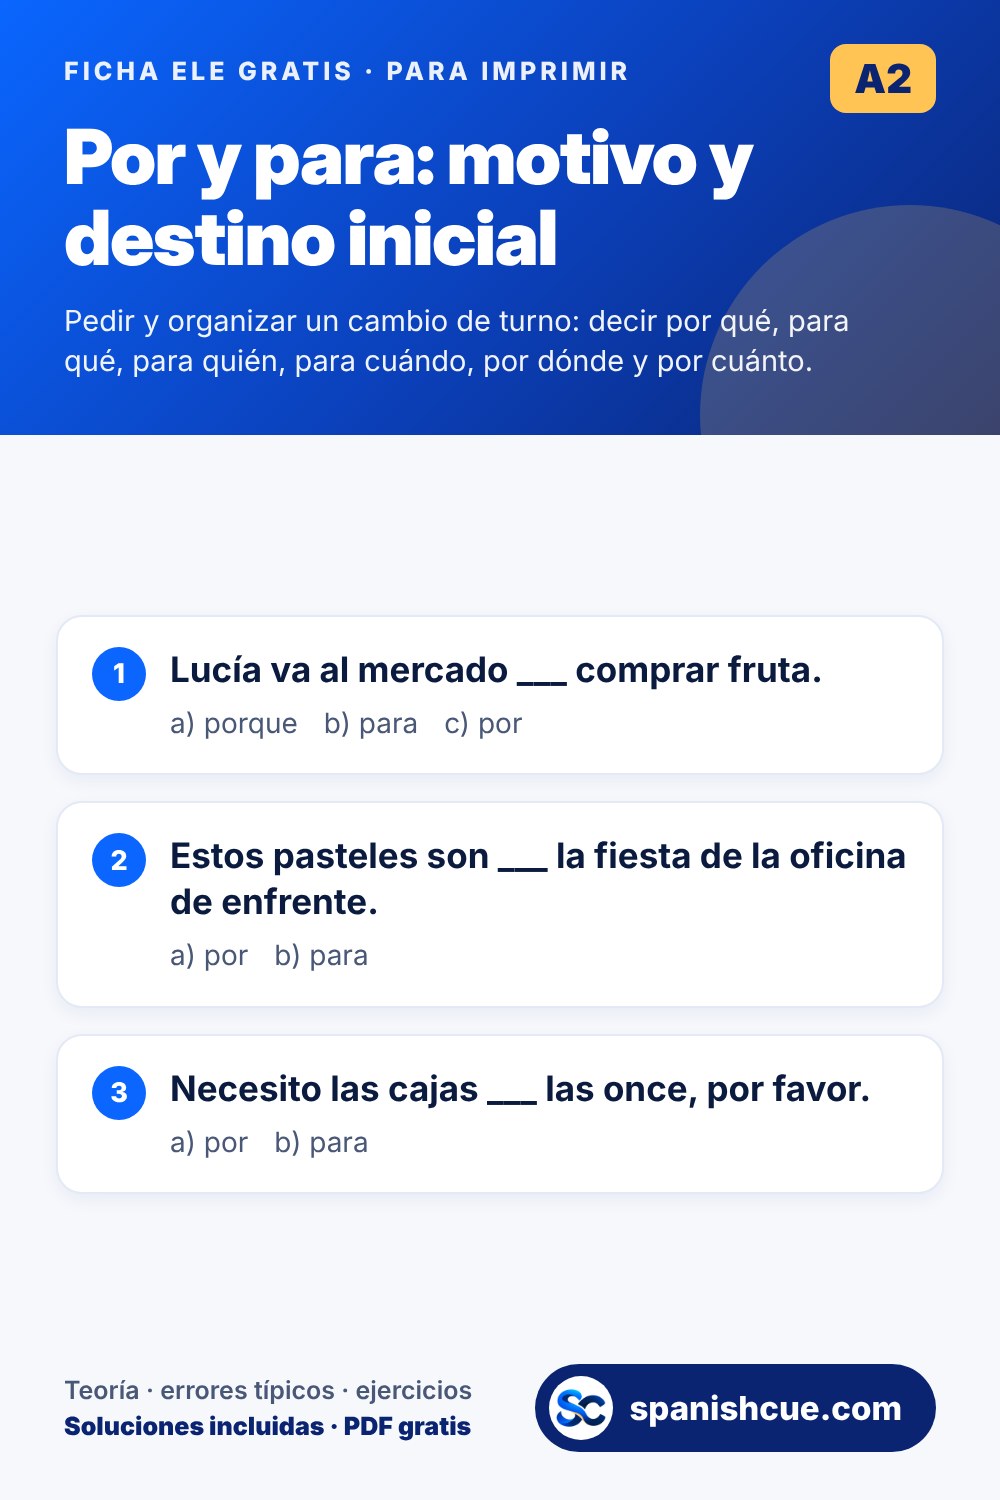 FICHA ELE GRATIS · PARA IMPRIMIR
A2
Por y para: motivo y
destino inicial
Pedir y organizar un cambio de turno: decir por qué, para
qué, para quién, para cuándo, por dónde y por cuánto.
1
Lucía va al mercado ___ comprar fruta.
a) porque b) para c) por
2
Estos pasteles son ___ la fiesta de la oficina
de enfrente.
a) por b) para
3
Necesito las cajas ___ las once, por favor.
a) por b) para
Teoría · errores típicos · ejercicios
Soluciones incluidas · PDF gratis
SC spanishcue.com